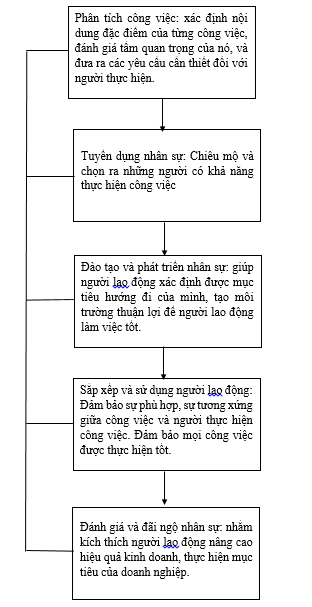 Phân tích công việc: xác định nội
dung đặc điểm của từng công việc,
đánh giá tầm quan trọng của nó, và
đưa ra các yêu cầu cần thiết đối với
người thực hiện.
Tuyển dụng nhân sự: Chiêu mộ và
chọn ra những người có khả năng
thực hiện công việc
Đào tạo và phát triển nhân sự: giúp
người lao động xác định được mục
tiêu hướng đi của mình, tạo môi
trường thuận lợi để người lao động
làm việc tốt.
Sắp xếp và sử dụng người lao động:
Đảm bảo sự phù hợp, sự tương xứng
giữa công việc và người thực hiện
công việc. Đảm bảo mọi công việc
được thực hiện tốt.
Đánh giá và đãi ngộ nhân sự: nhằm
kích thích người lao động nâng cao
hiệu quả kinh doanh, thực hiện mục
tiêu của doanh nghiệp.